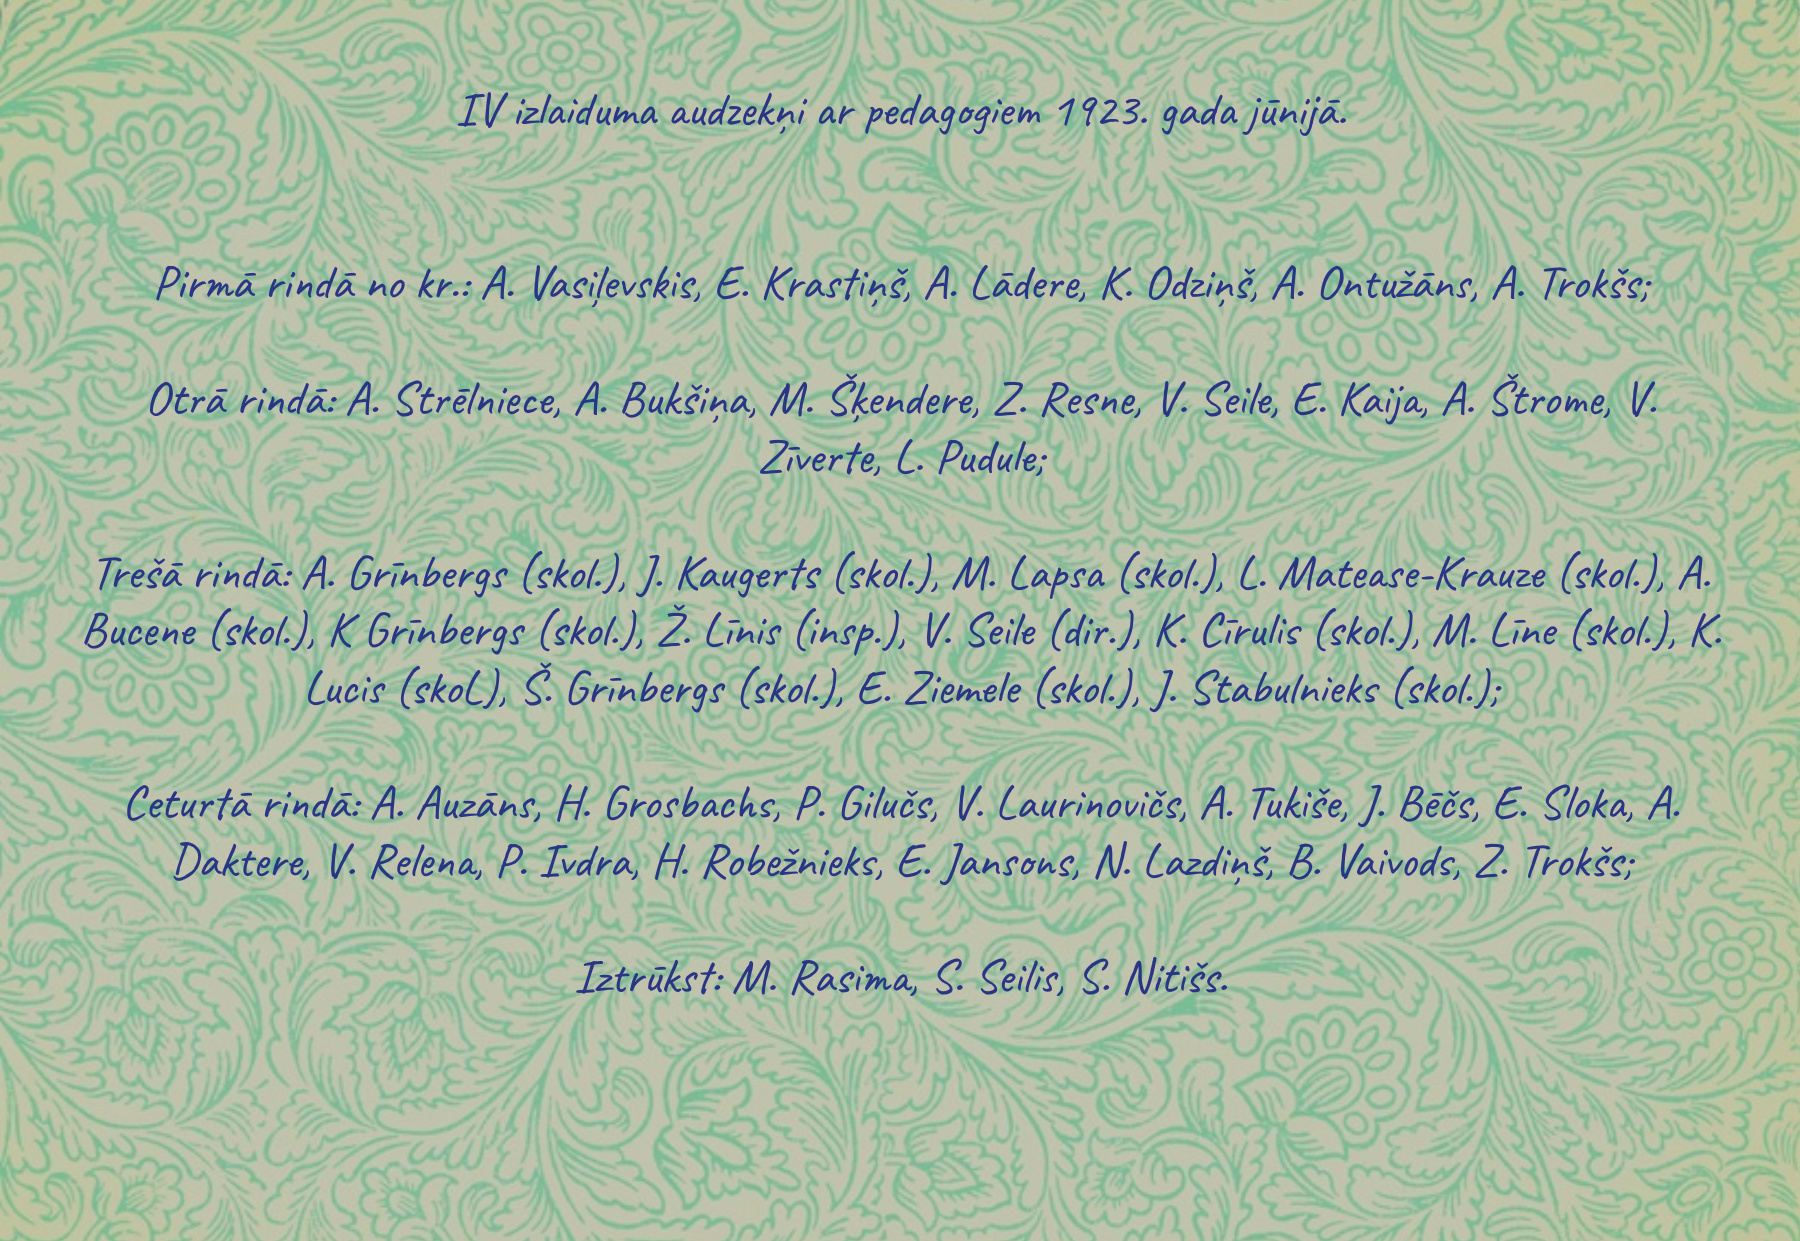 IV izlaiduma audzekņi ar pedagogiem 1923. gada jūnijā.
Pirmā rindā no kr.: A. Vasiļevskis, E. Krastiņš, A. Lādere, K. Odziņš, A. Ontužāns, A. Trokšs;
Otrā rindā: A. Strēlniece, A. Bukšiņa, M. Šķendere, Z. Resne, V. Seile, E. Kaija, A. Štrome, V.
Zīverte, L. Pudule;
Trešā rindā: A. Grīnbergs (skol.), J. Kaugerts (skol.), M. Lapsa (skol.), L. Matease-Krauze (skol.), A.
Bucene (skol.), K Grīnbergs (skol.), Ž. Līnis (insp.), V. Seile (dir.), K. Cīrulis (skol.), M. Līne (skol.), K.
Lucis (skoL), Š. Grīnbergs (skol.), E. Ziemele (skol.), J. Stabulnieks (skol.);
Ceturtā rindā: A. Auzāns, H. Grosbachs, P. Gilučs, V. Laurinovičs, A. Tukiše, J. Bēčs, E. Sloka, A.
Daktere, V. Relena, P. Ivdra, H. Robežnieks, E. Jansons, N. Lazdiņš, B. Vaivods, Z. Trokšs;
Iztrūkst: M. Rasima, S. Seilis, S. Nitišs.